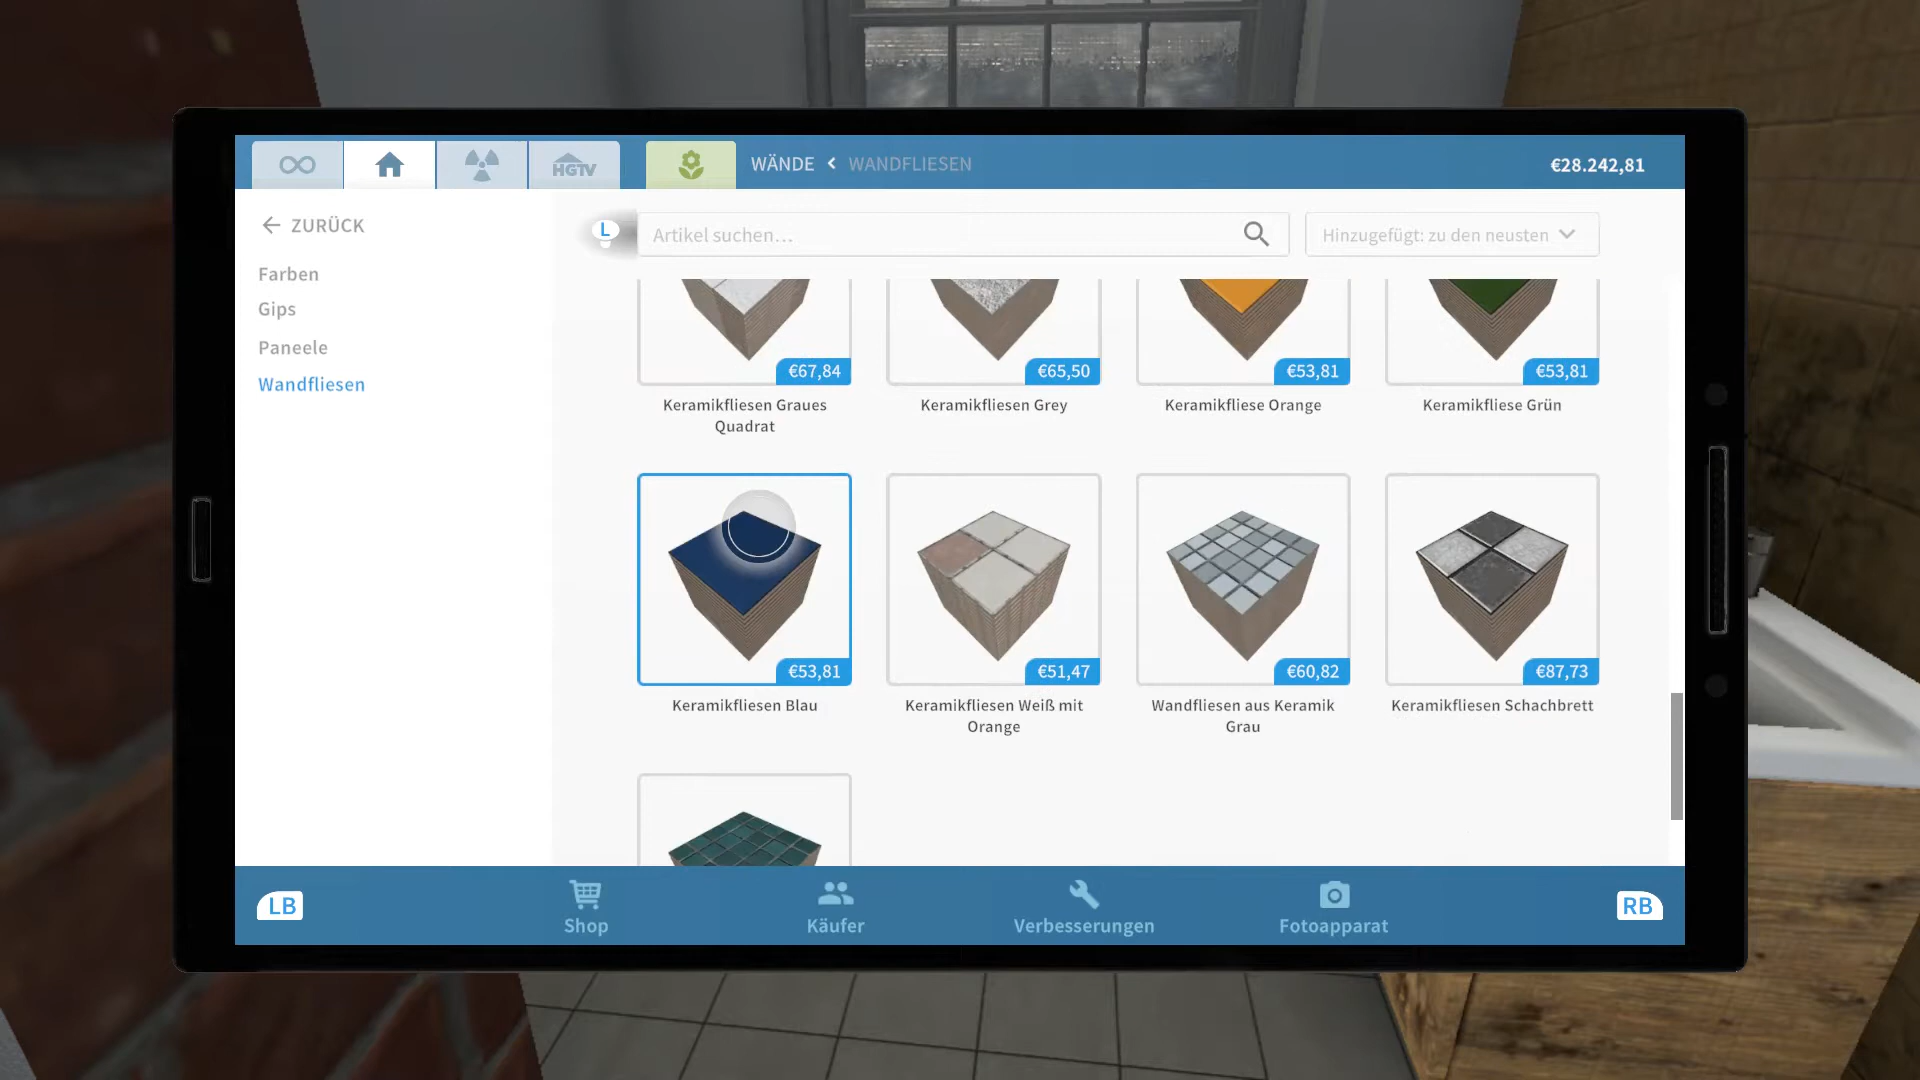 HGTV
WÄNDE < WANDFLIESEN
€28.242,81
ZURÜCK
Farben
Gips
Paneele
Wandfliesen
L
Artikel suchen...
Hinzugefügt: zu den neusten
€67,84
€65,50
€53,81
€53,81
Keramikfliesen Graues
Quadrat
Keramikfliesen Grey
Keramikfliese Orange
Keramikfliese Grün
€53,81
€51,47
€60,82
€87,73
Keramikfliesen Blau
Keramikfliesen Weiß mit
Orange
Wandfliesen aus Keramik
Grau
Keramikfliesen Schachbrett
LB
Shop
Käufer
Verbesserungen
Fotoapparat
RB